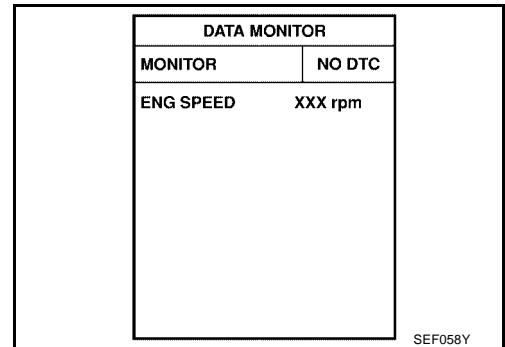 DATA MONITOR
MONITOR NO DTC
ENG SPEED XXX rpm
SEF058Y